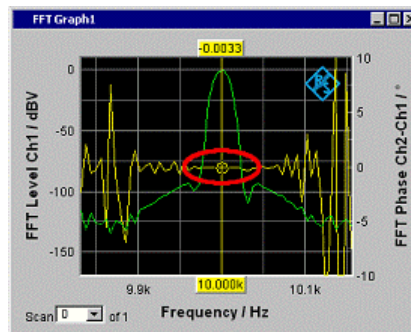 FFT Graph1
-0.0033
0
-50
-100
-150
FFT Level Ch1 / dBV
10
5
0
-5
-10
FFT Phase Ch2-Ch1 / °
9.9k
10.000k
10.1k
Scan 0 of 1
Frequency / Hz